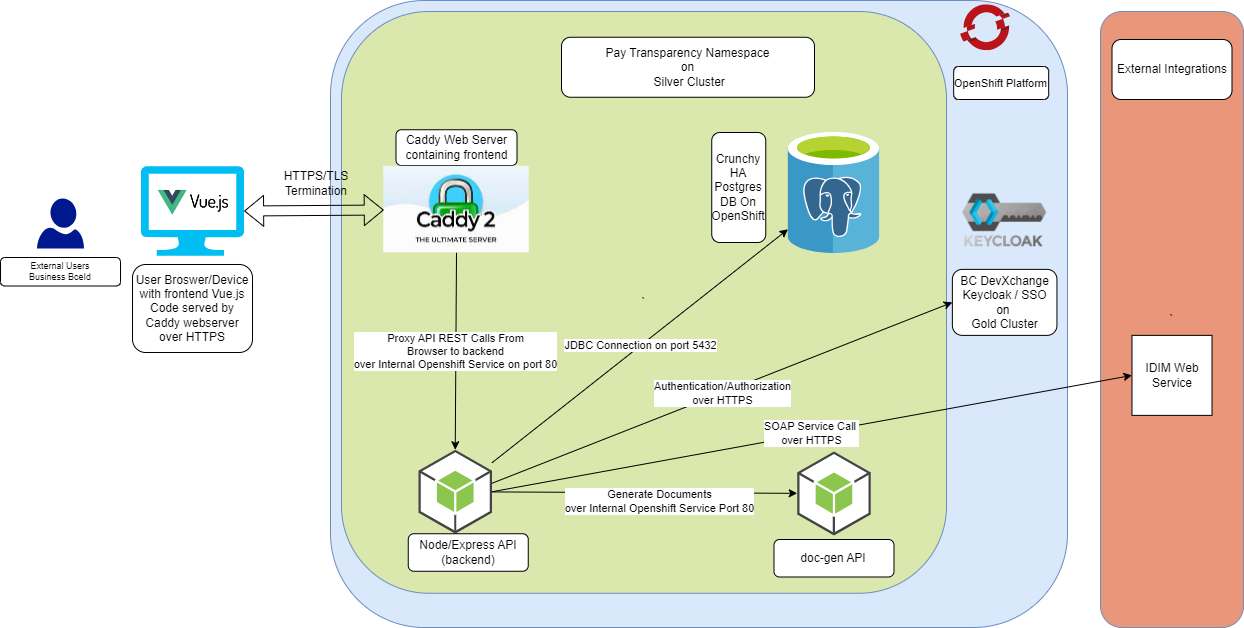 Pay Transparency Namespace
on
Silver Cluster
OpenShift Platform
External Integrations
Caddy Web Server
containing frontend
HTTPS/TLS
Termination
Vue.js
Caddy 2
THE ULTIMATE SERVER
Crunchy
HA
Postgres
DB On
OpenShift
KEYCLOAK
External Users
Business BceId
User Broswer/Device
with frontend Vue.js
Code served by
Caddy webserver
over HTTPS
BC DevXchange
Keycloak / SSO
on
Gold Cluster
Proxy API REST Calls From
Browser to backend
over Internal Openshift Service on port 80
JDBC Connection on port 5432
Authentication/Authorization
over HTTPS
IDIM Web
Service
SOAP Service Call
over HTTPS
Generate Documents
over Internal Openshift Service Port 80
Node/Express API
(backend)
doc-gen API